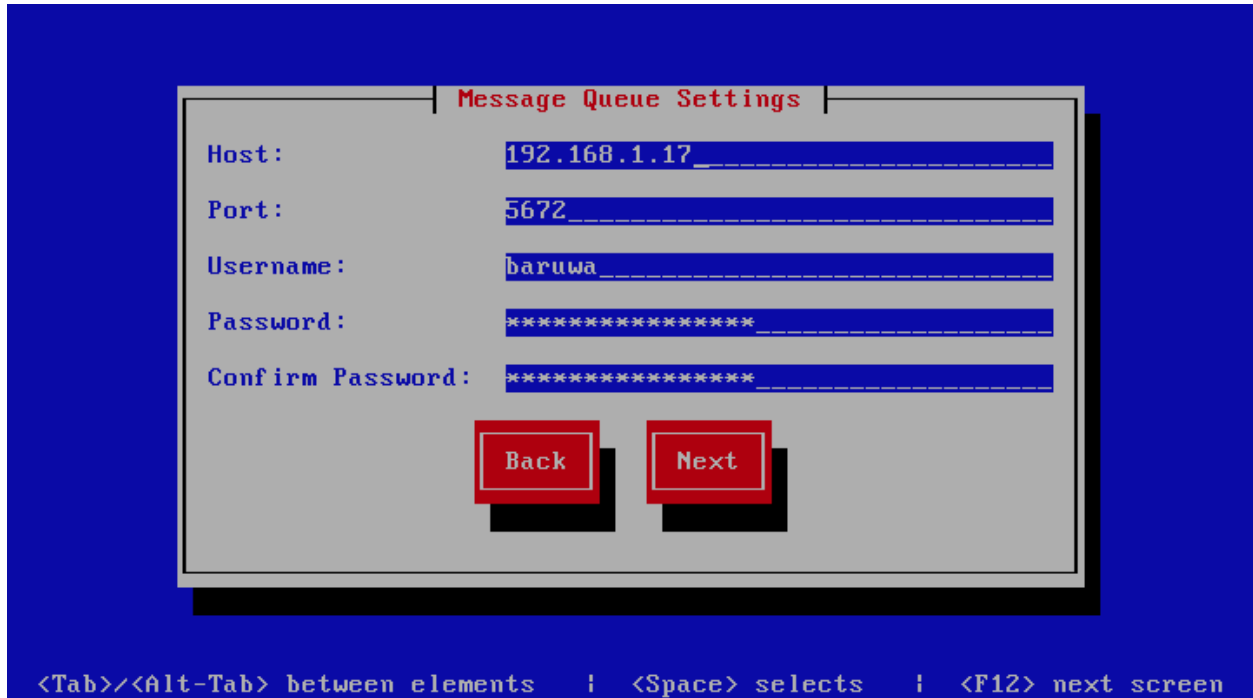 Message Queue Settings
Host: 192.168.1.17_
Port: 5672
Username: baruwa
Password: ****************
Confirm Password: ****************
Back Next
<Tab>/<Alt-Tab> between elements | <Space> selects | <F12> next screen